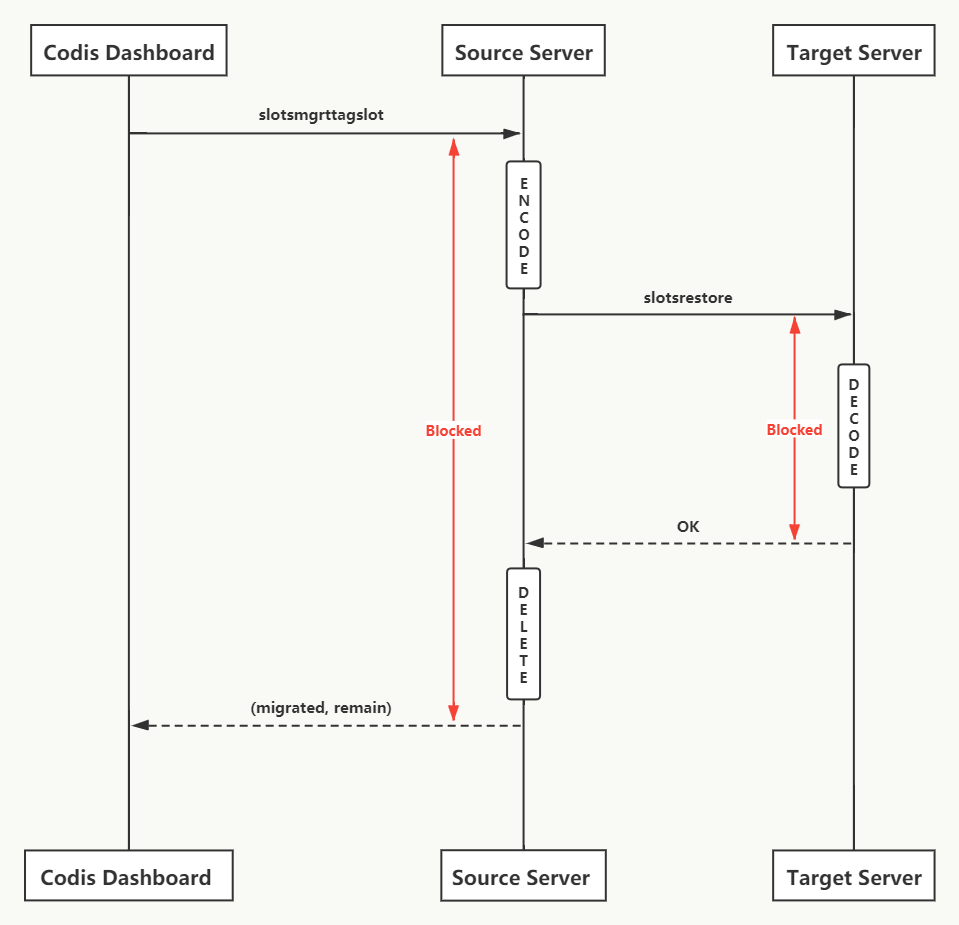 Codis Dashboard
Source Server
Target Server
slotsmgrttagslot
ENCODE
slotsrestore
DECODE
Blocked
Blocked
OK
DELETE
(migrated, remain)
Codis Dashboard
Source Server
Target Server